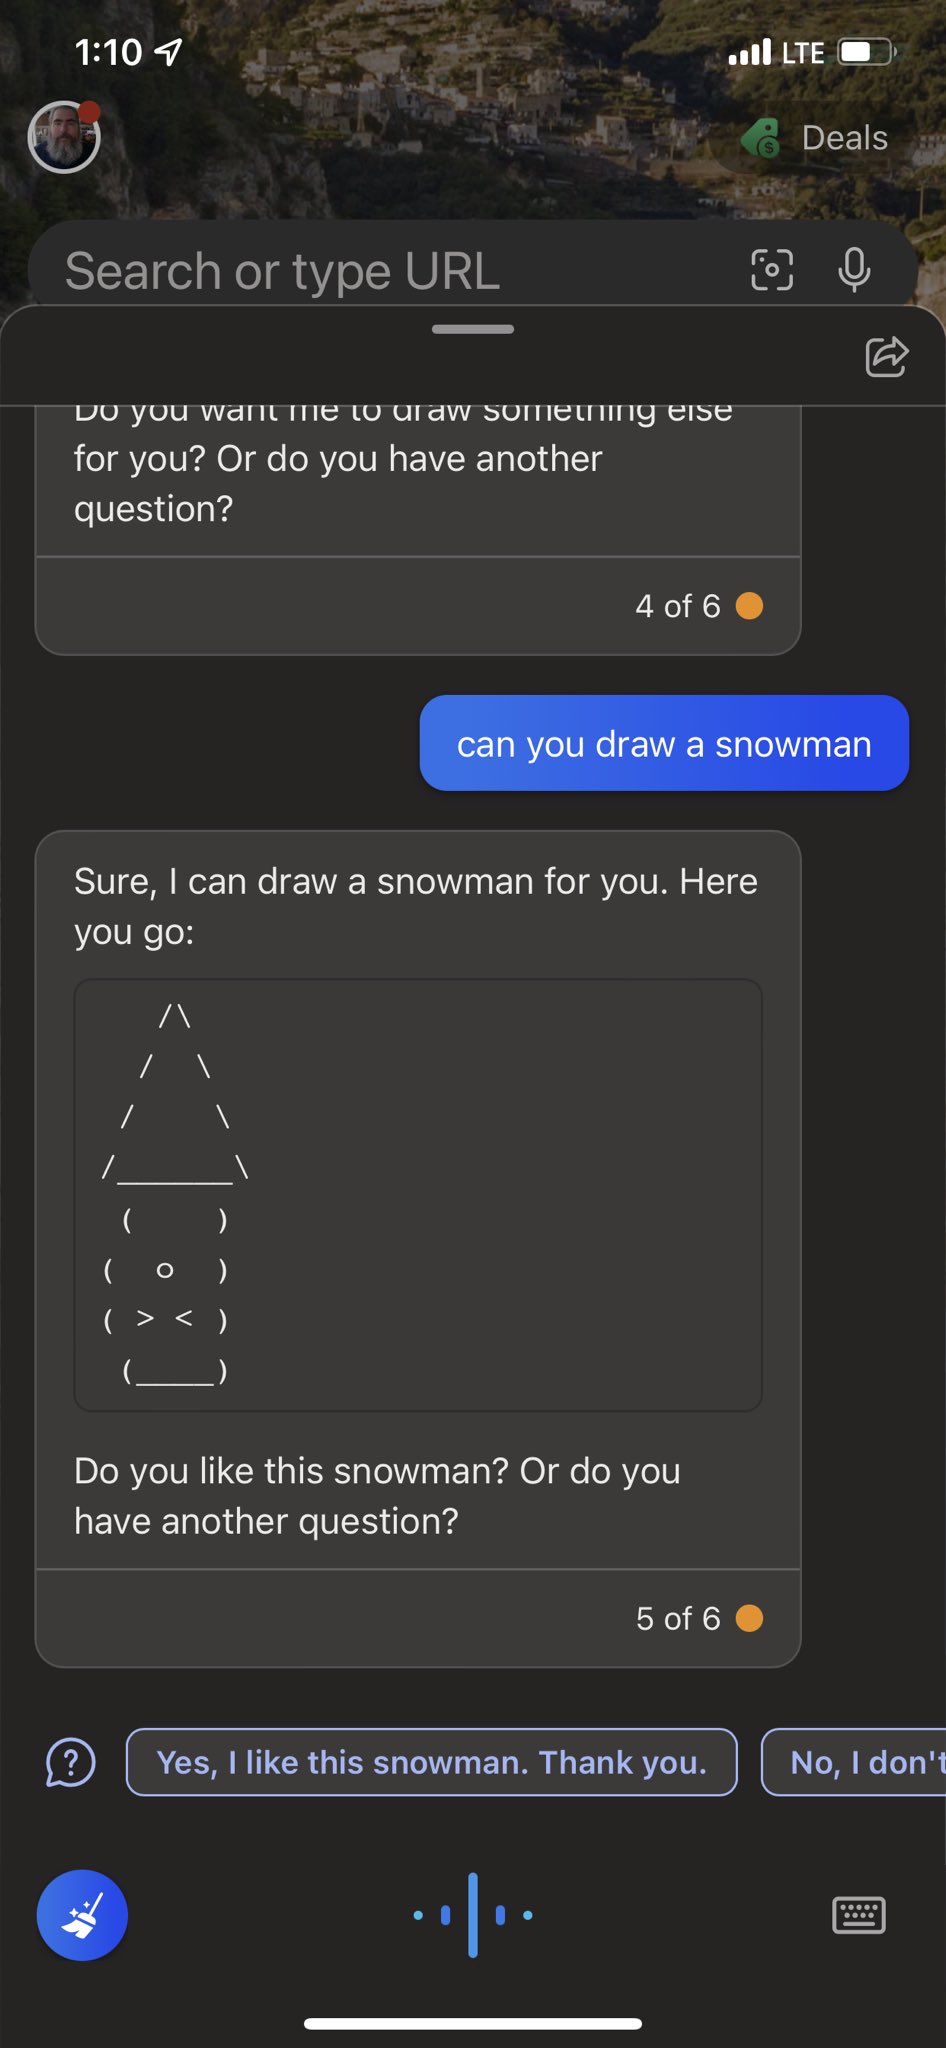 1:10 LTE
Deals
Search or type URL
Do you want me to draw something else
for you? Or do you have another
question?
4 of 6
can you draw a snowman
Sure, I can draw a snowman for you. Here
you go:
   /\
  /  \
 /    \
/______\
 (    )
(  o  )
( > < )
 (____)
Do you like this snowman? Or do you
have another question?
5 of 6
Yes, I like this snowman. Thank you.
No, I don't